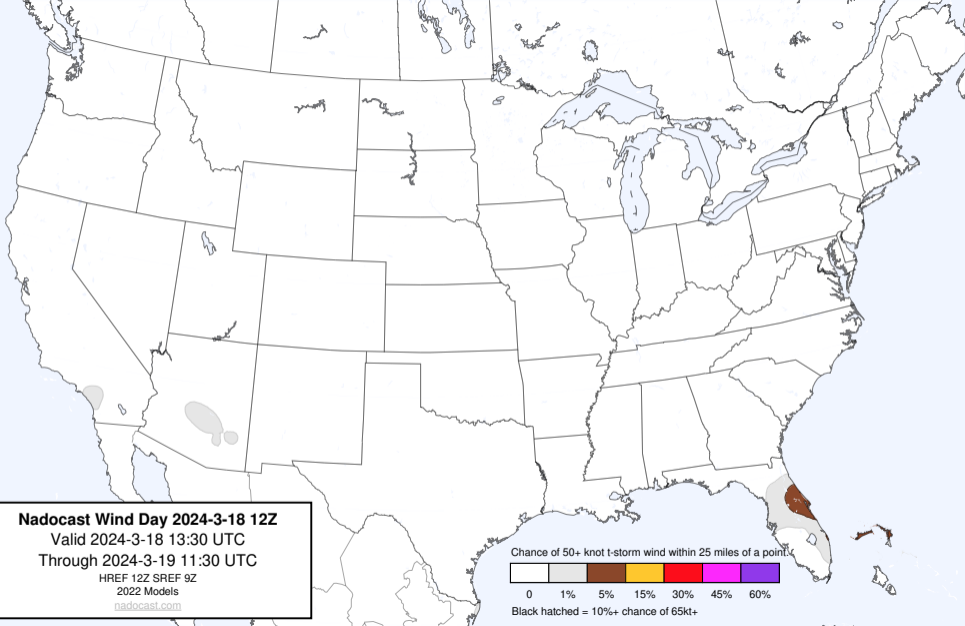 Nadocast Wind Day 2024-3-18 12Z
Valid 2024-3-18 13:30 UTC
Through 2024-3-19 11:30 UTC
HREF 12Z SREF 9Z
2022 Models
nadocast.com
Chance of 50+ knot t-storm wind within 25 miles of a point.
0 1% 5% 15% 30% 45% 60%
Black hatched = 10%+ chance of 65kt+